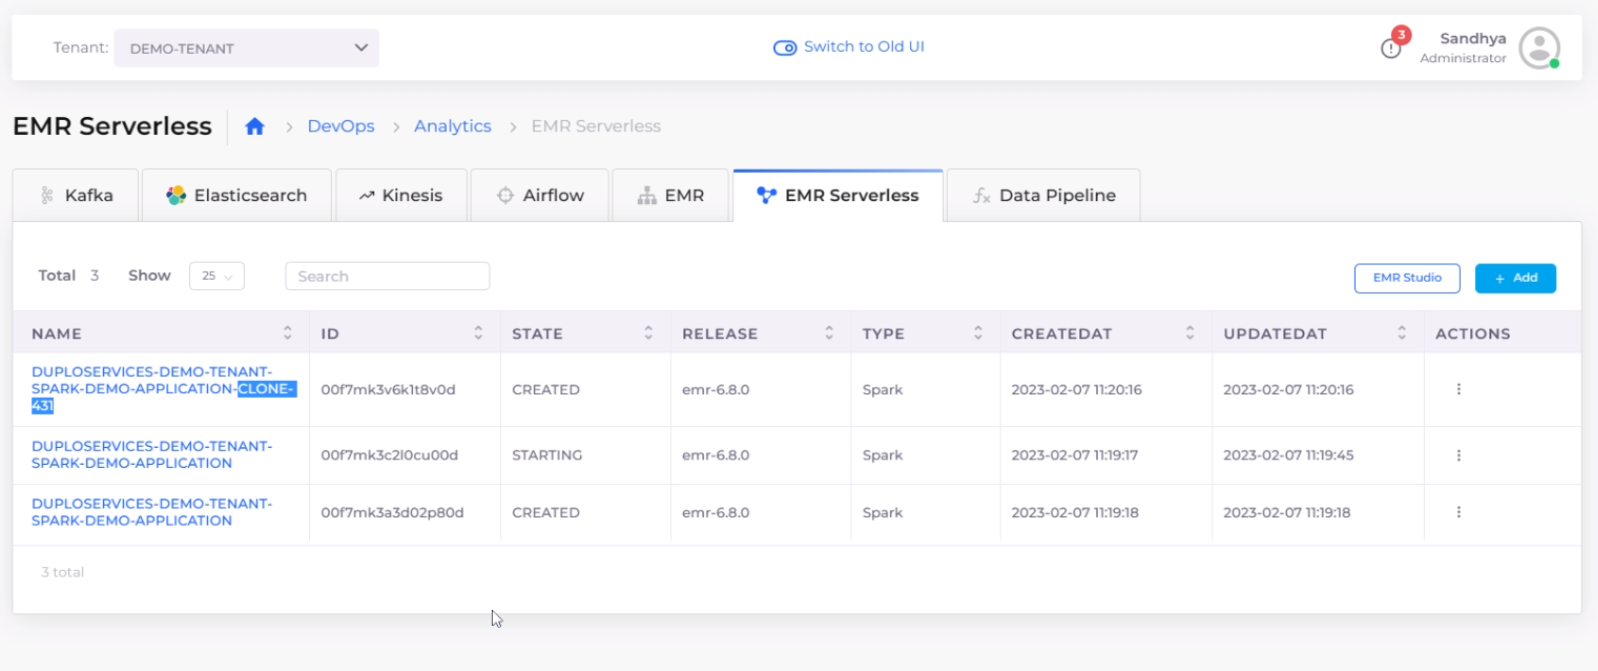 Tenant: DEMO-TENANT Switch to Old UI 3 Sandhya
Administrator
EMR Serverless > DevOps > Analytics > EMR Serverless
Kafka Elasticsearch Kinesis Airflow EMR EMR Serverless fx Data Pipeline
Total 3 Show 25 Search EMR Studio + Add
NAME ID STATE RELEASE TYPE CREATEDAT UPDATEDAT ACTIONS
DUPLOSERVICES-DEMO-TENANT-
SPARK-DEMO-APPLICATION-CLONE-
431
00f7mk3v6k1t8v0d CREATED emr-6.8.0 Spark 2023-02-07 11:20:16 2023-02-07 11:20:16
DUPLOSERVICES-DEMO-TENANT-
SPARK-DEMO-APPLICATION
00f7mk3c2l0cu00d STARTING emr-6.8.0 Spark 2023-02-07 11:19:17 2023-02-07 11:19:45
DUPLOSERVICES-DEMO-TENANT-
SPARK-DEMO-APPLICATION
00f7mk3a3d02p80d CREATED emr-6.8.0 Spark 2023-02-07 11:19:18 2023-02-07 11:19:18
3 total